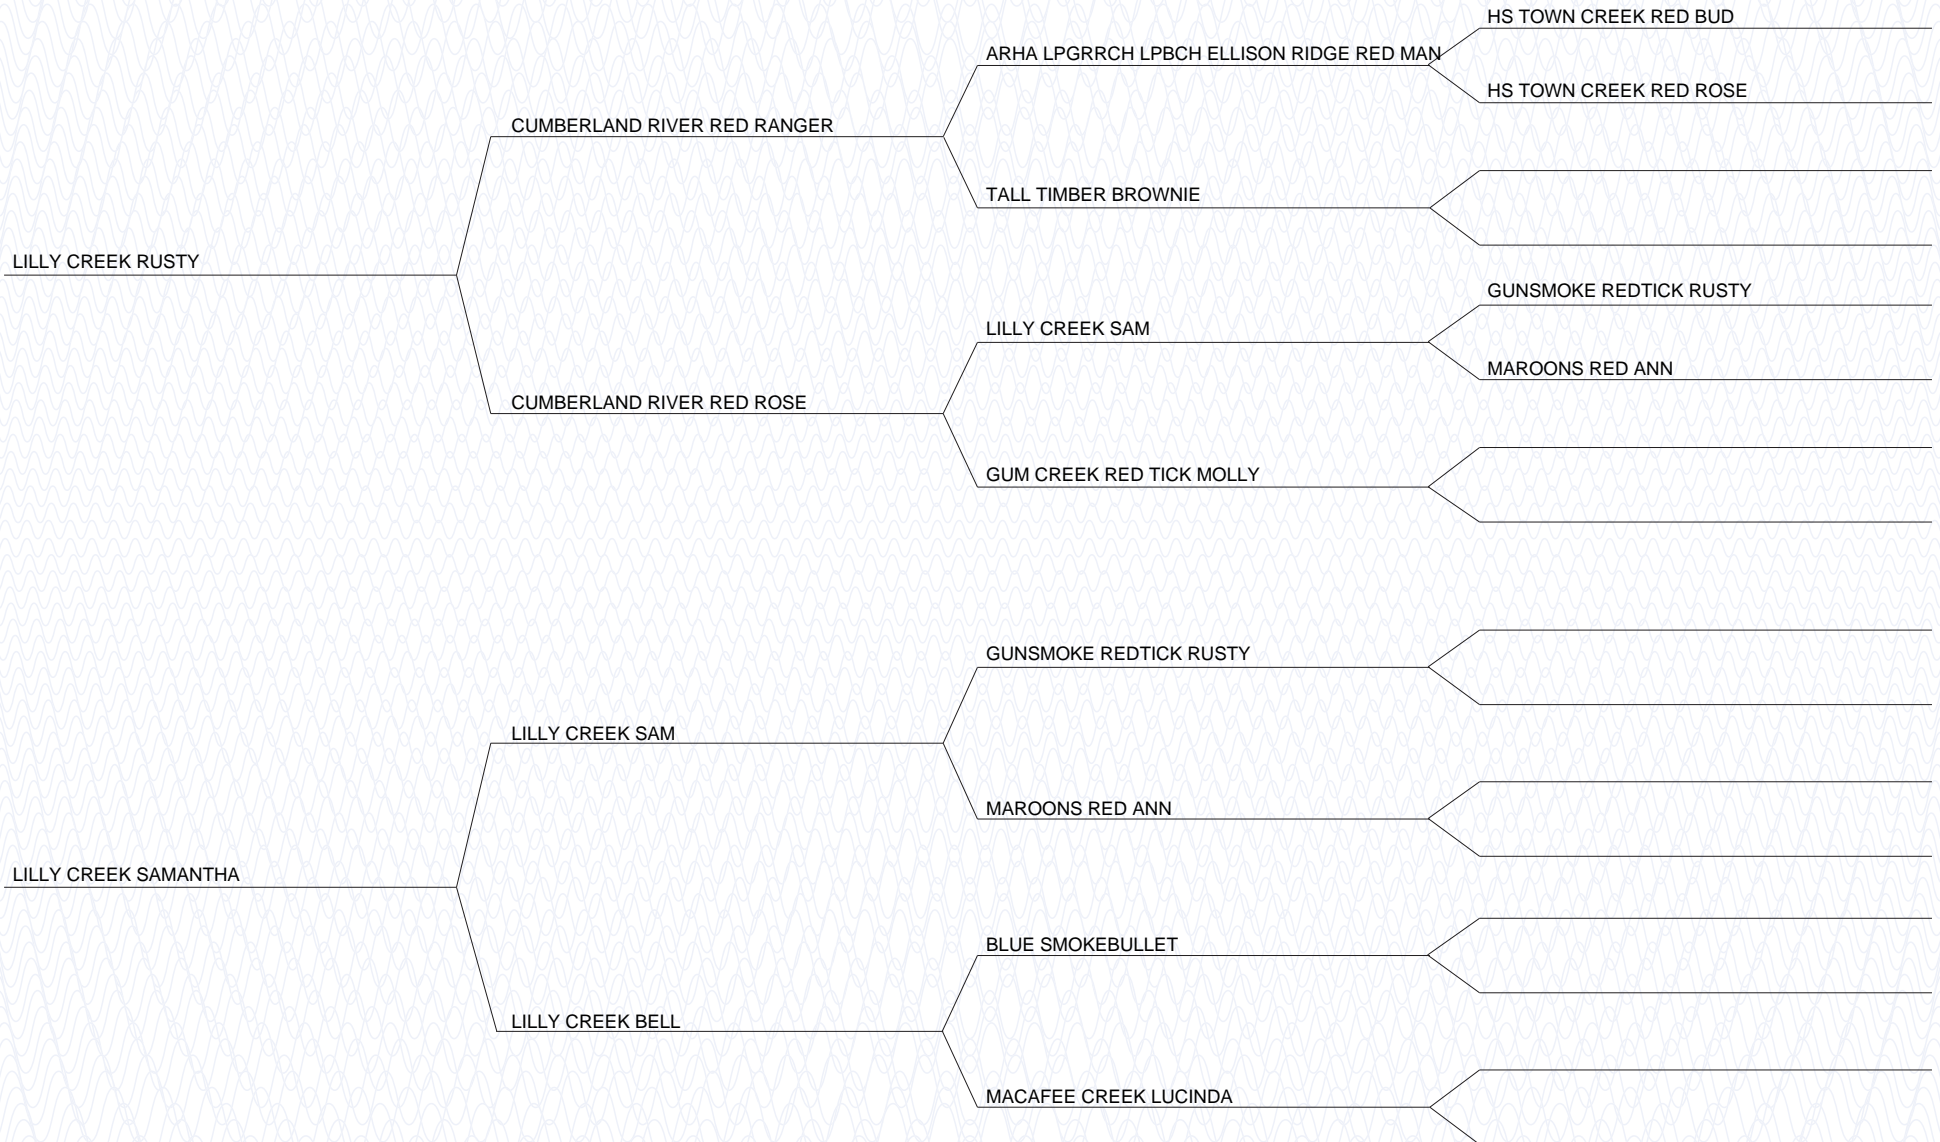 HS TOWN CREEK RED BUD
ARHA LPGRRCH LPBCH ELLISON RIDGE RED MAN
HS TOWN CREEK RED ROSE
CUMBERLAND RIVER RED RANGER
TALL TIMBER BROWNIE
LILLY CREEK RUSTY
GUNSMOKE REDTICK RUSTY
LILLY CREEK SAM
MAROONS RED ANN
CUMBERLAND RIVER RED ROSE
GUM CREEK RED TICK MOLLY
GUNSMOKE REDTICK RUSTY
LILLY CREEK SAM
MAROONS RED ANN
LILLY CREEK SAMANTHA
BLUE SMOKEBULLET
LILLY CREEK BELL
MACAFEE CREEK LUCINDA